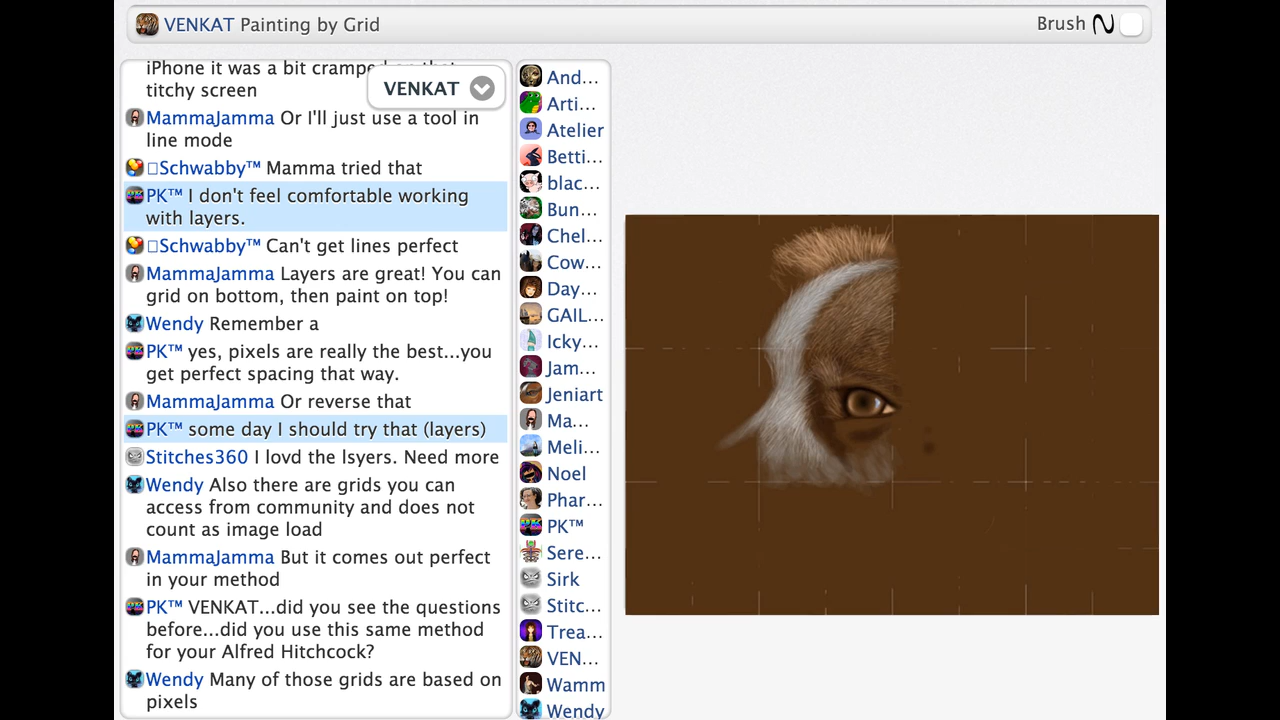 VENKAT Painting by Grid
Brush
iPhone it was a bit cramped on that
titchy screen
VENKAT
MammaJamma Or I'll just use a tool in
line mode
Schwabby™ Mamma tried that
PK™ I don't feel comfortable working
with layers.
Schwabby™ Can't get lines perfect
MammaJamma Layers are great! You can
grid on bottom, then paint on top!
Wendy Remember a
PK™ yes, pixels are really the best...you
get perfect spacing that way.
MammaJamma Or reverse that
PK™ some day I should try that (layers)
Stitches360 I lovd the lsyers. Need more
Wendy Also there are grids you can
access from community and does not
count as image load
MammaJamma But it comes out perfect
in your method
PK™ VENKAT...did you see the questions
before...did you use this same method
for your Alfred Hitchcock?
Wendy Many of those grids are based on
pixels
And...
Arti...
Atelier
Betti...
blac...
Bun...
Chel...
Cow...
Day...
GAIL...
Icky...
Jam...
Jeniart
Ma...
Meli...
Noel
Phar...
PK™
Sere...
Sirk
Stitc...
Trea...
VEN...
Wamm
Wendy